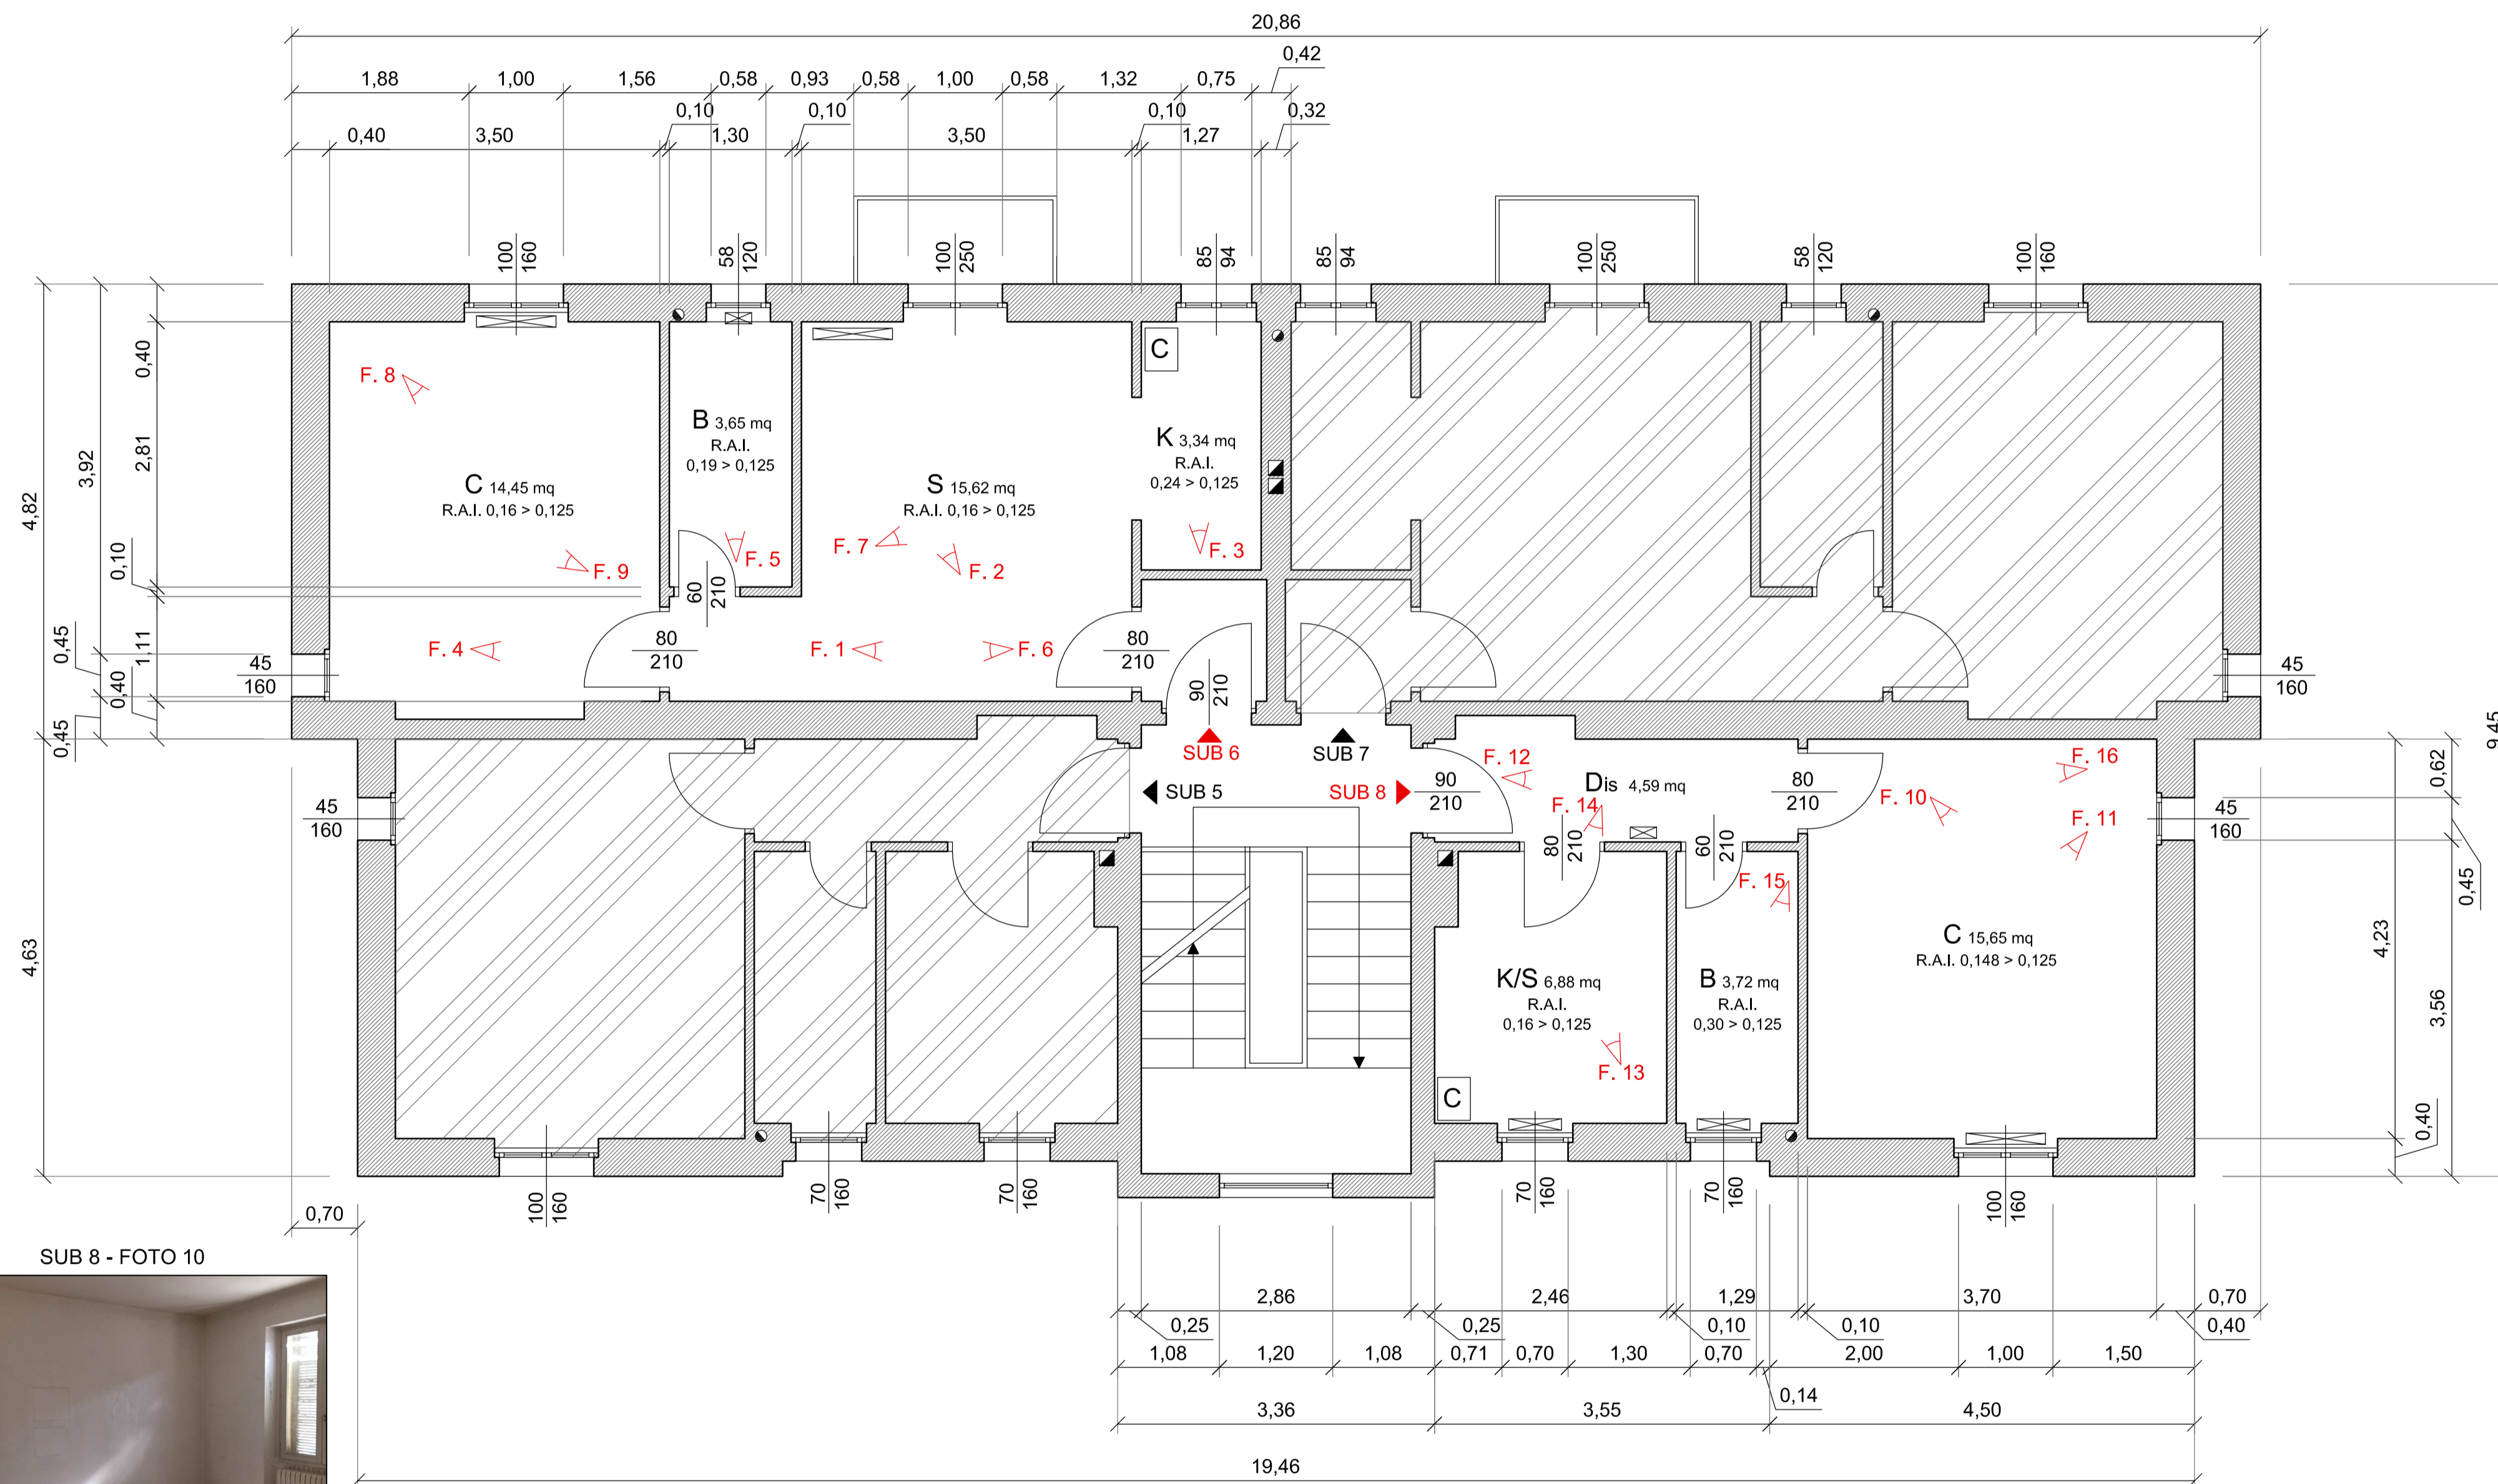 20,86
0,42
1,88 1,00 1,56 0,58 0,93 0,58 1,00 0,58 1,32 0,75
0,10 0,10 0,10 0,32
0,40 3,50 1,30 3,50 1,27
100
160
58
120
100
250
85
94
85
94
100
250
58
120
100
160
4,82
3,92
0,40
2,81
0,10
1,11
0,45
0,40
0,45
F. 8
C
B 3,65 mq
R.A.I.
0,19 > 0,125
K 3,34 mq
R.A.I.
0,24 > 0,125
C 14,45 mq
R.A.I. 0,16 > 0,125
S 15,62 mq
R.A.I. 0,16 > 0,125
F. 7
F. 5
F. 3
F. 9
F. 2
60
210
F. 4
80
210
F. 1
F. 6
80
210
90
210
45
160
45
160
SUB 6
SUB 7
SUB 5
SUB 8
90
210
F. 12
Dis 4,59 mq
F. 14
80
210
F. 10
F. 16
F. 11
45
160
45
160
80
210
60
210
F. 15
9,45
0,62
0,45
4,23
3,56
0,40
4,63
C 15,65 mq
R.A.I. 0,148 > 0,125
K/S 6,88 mq
R.A.I.
0,16 > 0,125
B 3,72 mq
R.A.I.
0,30 > 0,125
F. 13
C
100
160
70
160
70
160
70
160
70
160
100
160
0,70
SUB 8 - FOTO 10
2,86 2,46 1,29 3,70 0,70
0,25 0,25 0,10 0,10 0,40
1,08 1,20 1,08 0,71 0,70 1,30 0,70 2,00 1,00 1,50
0,14
3,36 3,55 4,50
19,46